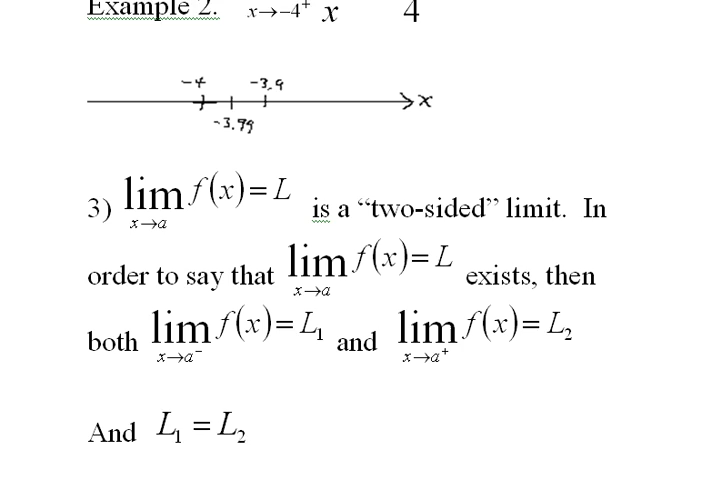 Example 2. x→-4⁺ x 4
-4 -3.9
x
-3.99
3) lim f(x)= L is a “two-sided” limit. In
x→a
order to say that lim f(x)= L exists, then
x→a
both lim f(x)= L₁ and lim f(x)= L₂
x→a⁻ x→a⁺
And L₁ = L₂